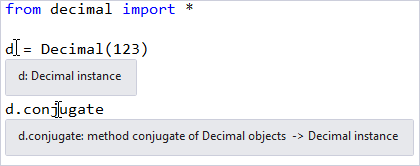 from decimal import *
d = Decimal(123)
d: Decimal instance
d.conjugate
d.conjugate: method conjugate of Decimal objects -> Decimal instance